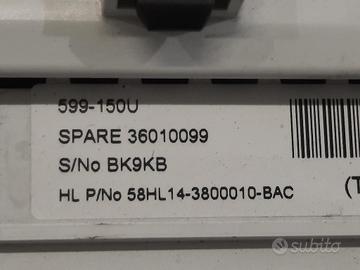 599-150U
SPARE 36010099
S/No BK9KB
HL P/No 58HL14-3800010-BAC
(T
subito